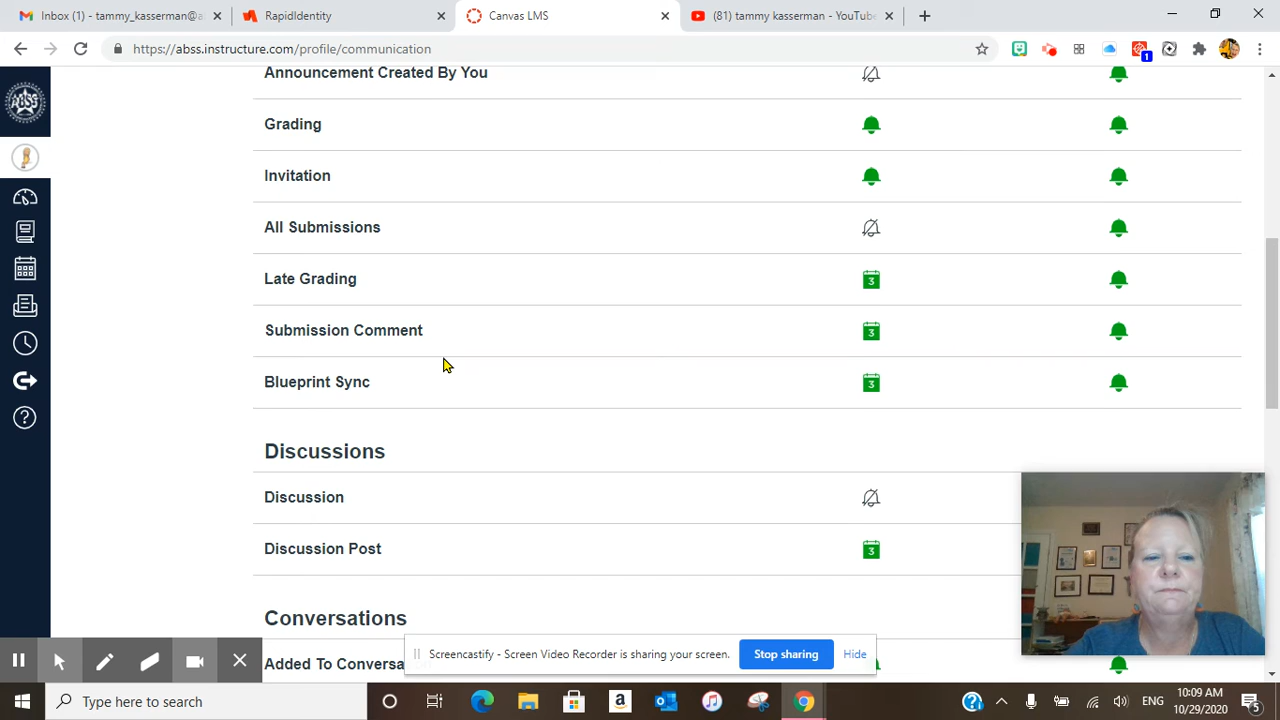 Inbox (1) - tammy_kasserman@a
RapidIdentity
Canvas LMS
(81) tammy kasserman - YouTube
https://abss.instructure.com/profile/communication
1
ABSS
Announcement Created By You
Grading
Invitation
All Submissions
Late Grading
3
Submission Comment
3
Blueprint Sync
3
Discussions
Discussion
Discussion Post
3
Conversations
Added To Conversa
Screencastify - Screen Video Recorder is sharing your screen.
Stop sharing
Hide
Type here to search
ENG
10:09 AM
10/29/2020
5